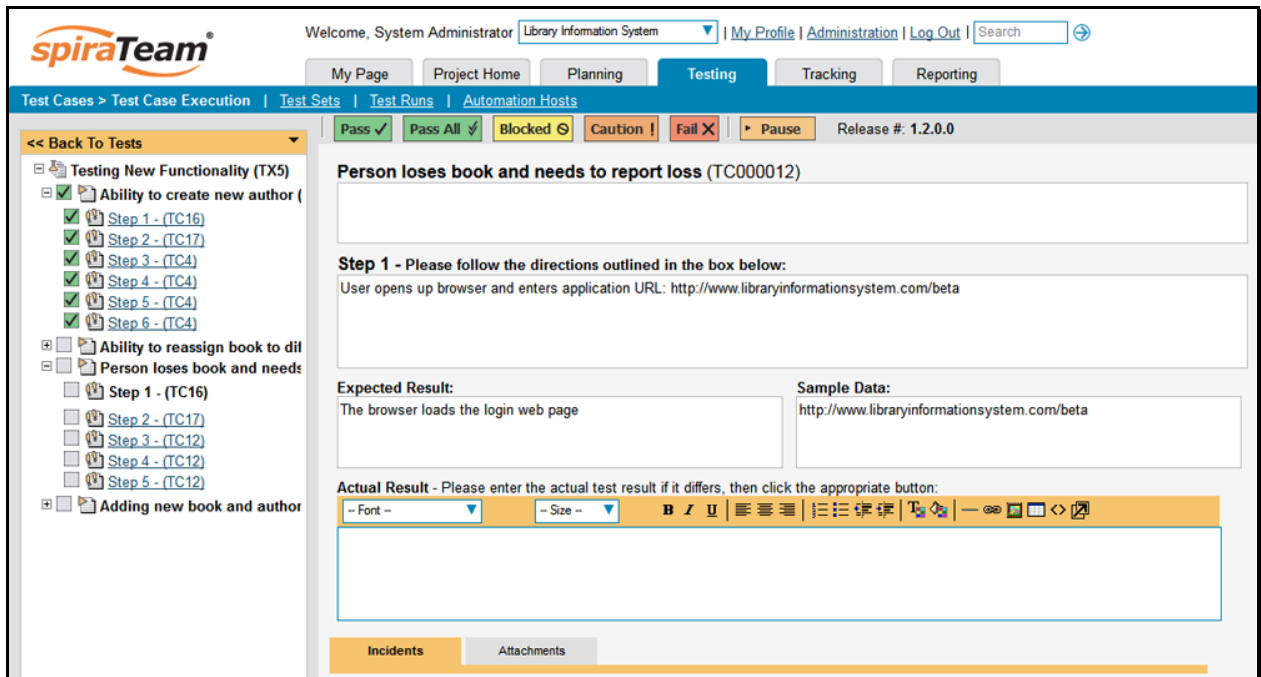 spiraTeam®
Welcome, System Administrator Library Information System | My Profile | Administration | Log Out | Search
My Page Project Home Planning Testing Tracking Reporting
Test Cases > Test Case Execution | Test Sets | Test Runs | Automation Hosts
Pass Pass All Blocked Caution ! Fail Pause Release #: 1.2.0.0
<< Back To Tests
Testing New Functionality (TX5)
Ability to create new author (
Step 1 - (TC16)
Step 2 - (TC17)
Step 3 - (TC4)
Step 4 - (TC4)
Step 5 - (TC4)
Step 6 - (TC4)
Ability to reassign book to dif
Person loses book and needs
Step 1 - (TC16)
Step 2 - (TC17)
Step 3 - (TC12)
Step 4 - (TC12)
Step 5 - (TC12)
Adding new book and author
Person loses book and needs to report loss (TC000012)
Step 1 - Please follow the directions outlined in the box below:
User opens up browser and enters application URL: http://www.libraryinformationsystem.com/beta
Expected Result: Sample Data:
The browser loads the login web page http://www.libraryinformationsystem.com/beta
Actual Result - Please enter the actual test result if it differs, then click the appropriate button:
-- Font -- -- Size -- B I U
Incidents Attachments